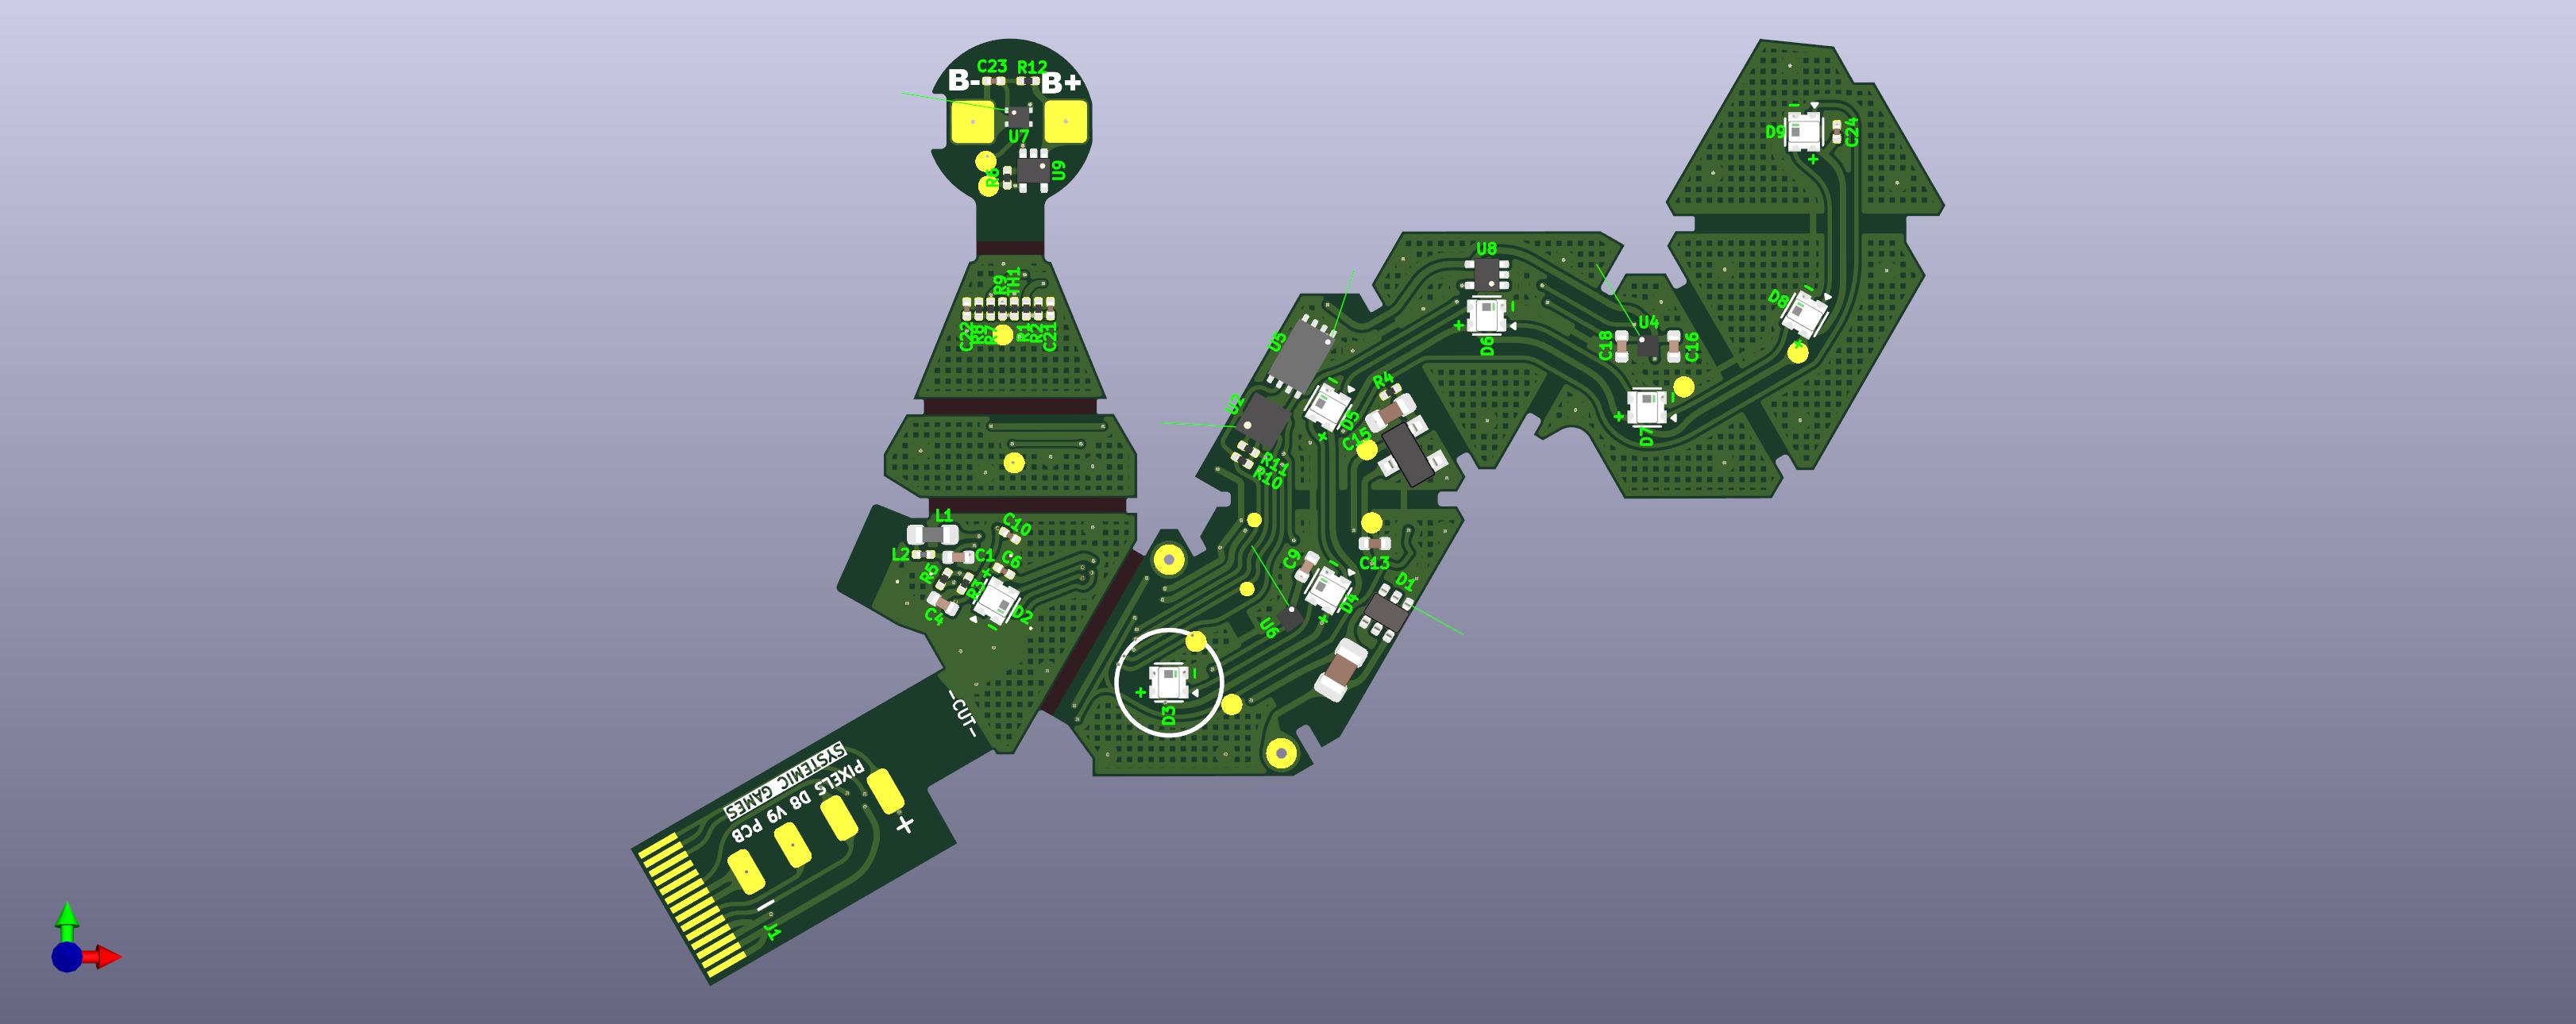 C23 R12
B- B+
U7
R6 U9
R9 TH1
C22 R8 R7 R1 R2 C21
L1 C10
L2 C1 C6
R5 R3
C4 D2
-CUT-
SYSTEMIC GAMES
PIXELS D8 V9 PCB
+
J1
U5
U2 D5 R4
C15
R11
R10
C9 C13
D4 D1
U6
D3
U8
D6
U4
C18 C16
D7
D9 C24
D8